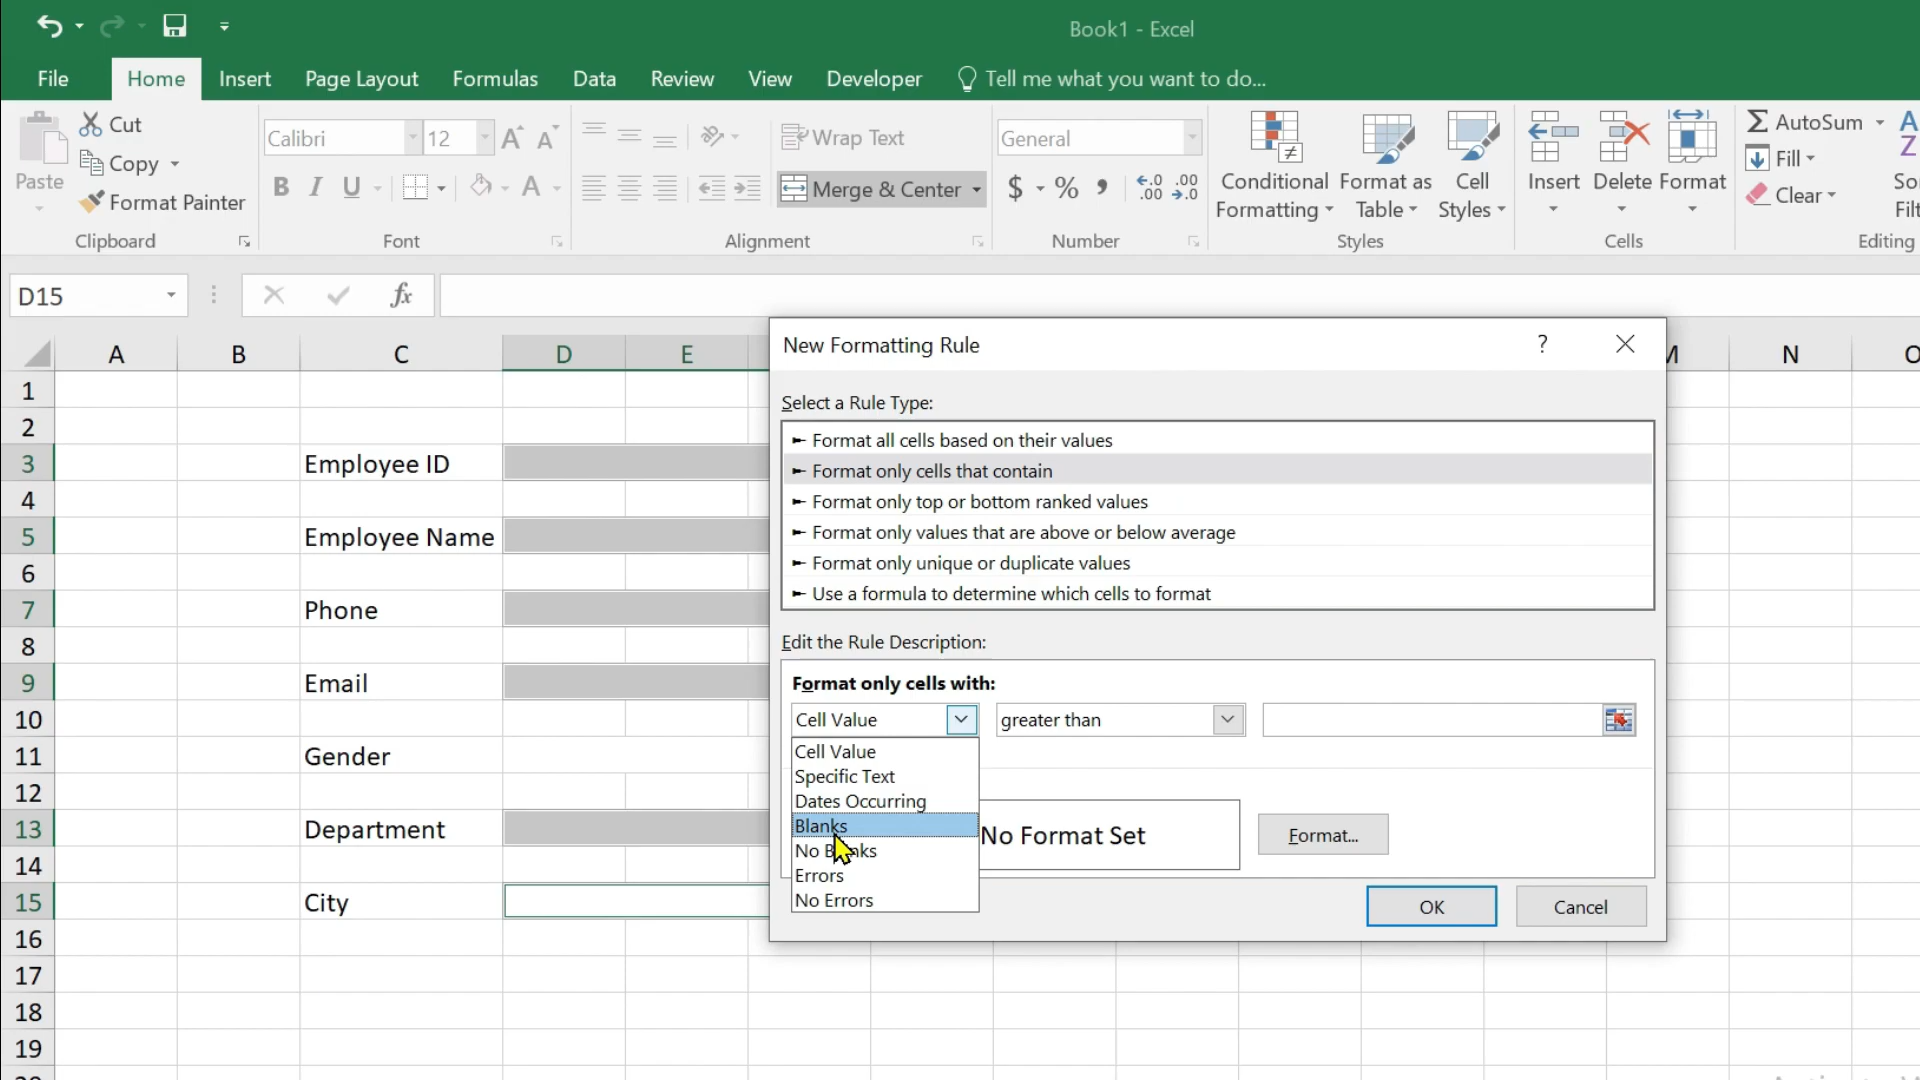 Book1 - Excel
File Home Insert Page Layout Formulas Data Review View Developer Tell me what you want to do...
Paste
Cut
Copy
Format Painter
Clipboard
Calibri 12
B I U
Font
Wrap Text
Merge & Center
Alignment
General
$ % ,
Number
Conditional Formatting
Format as Table
Cell Styles
Styles
Insert Delete Format
Cells
AutoSum
Fill
Clear
Editing
D15
fx
A B C D E N
1
2
3 Employee ID
4
5 Employee Name
6
7 Phone
8
9 Email
10
11 Gender
12
13 Department
14
15 City
16
17
18
19
New Formatting Rule ?
Select a Rule Type:
Format all cells based on their values
Format only cells that contain
Format only top or bottom ranked values
Format only values that are above or below average
Format only unique or duplicate values
Use a formula to determine which cells to format
Edit the Rule Description:
Format only cells with:
Cell Value greater than
Cell Value
Specific Text
Dates Occurring
Blanks
No Blanks
Errors
No Errors
No Format Set
Format...
OK Cancel